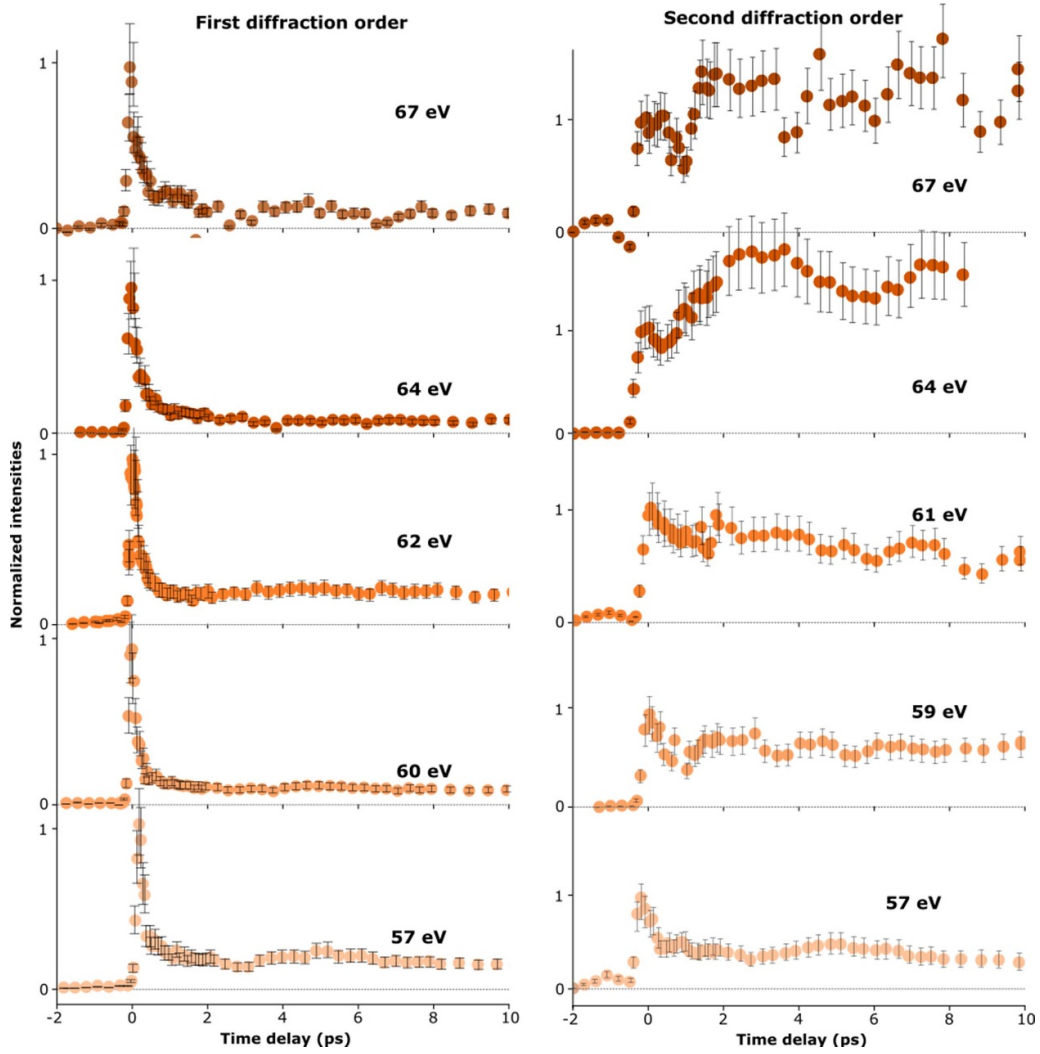 First diffraction order
Second diffraction order
Normalized intensities
1
67 eV
0
1
64 eV
0
1
62 eV
0
1
60 eV
0
1
57 eV
0
-2 0 2 4 6 8 10
Time delay (ps)
1
67 eV
0
1
64 eV
0
1
61 eV
0
1
59 eV
0
1
57 eV
0
-2 0 2 4 6 8 10
Time delay (ps)